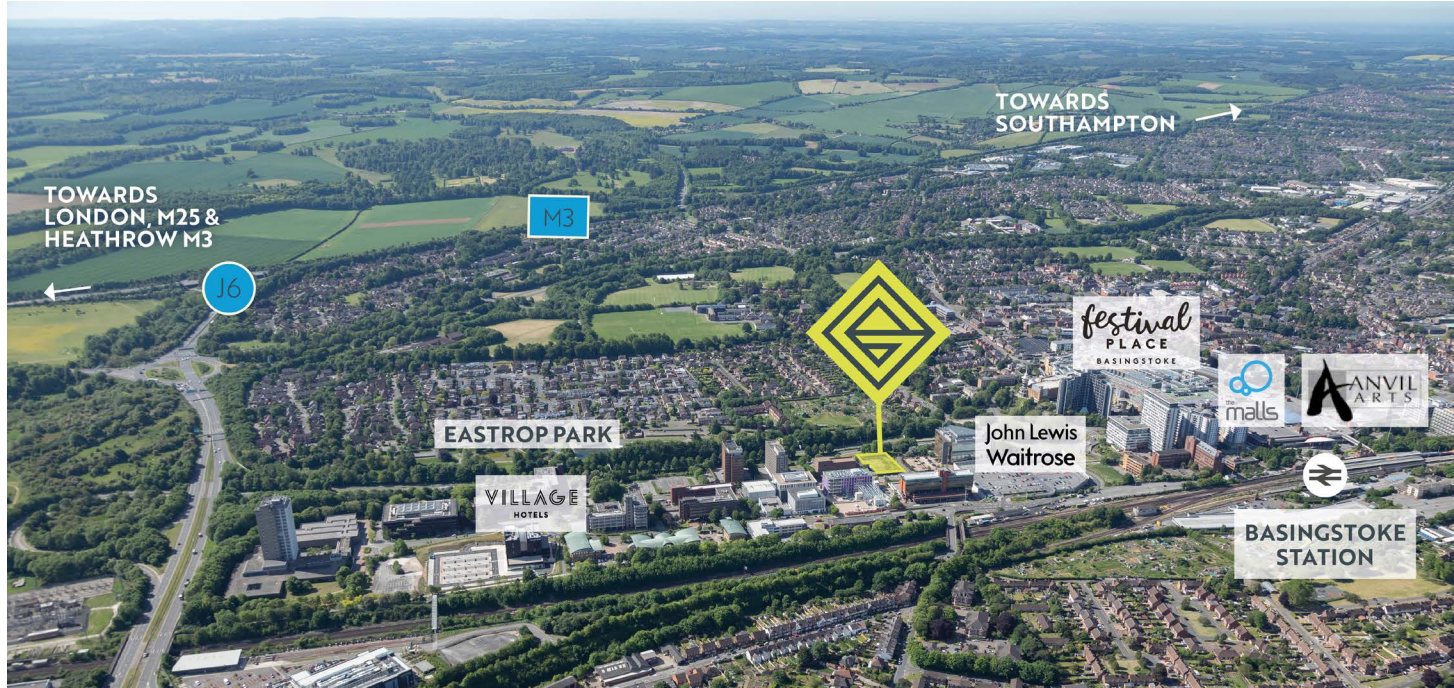 TOWARDS
SOUTHAMPTON
TOWARDS
LONDON, M25 &
HEATHROW M3
M3
J6
festival
PLACE
BASINGSTOKE
the
malls
ANVIL
ARTS
EASTROP PARK
John Lewis
Waitrose
VILLAGE
HOTELS
BASINGSTOKE
STATION